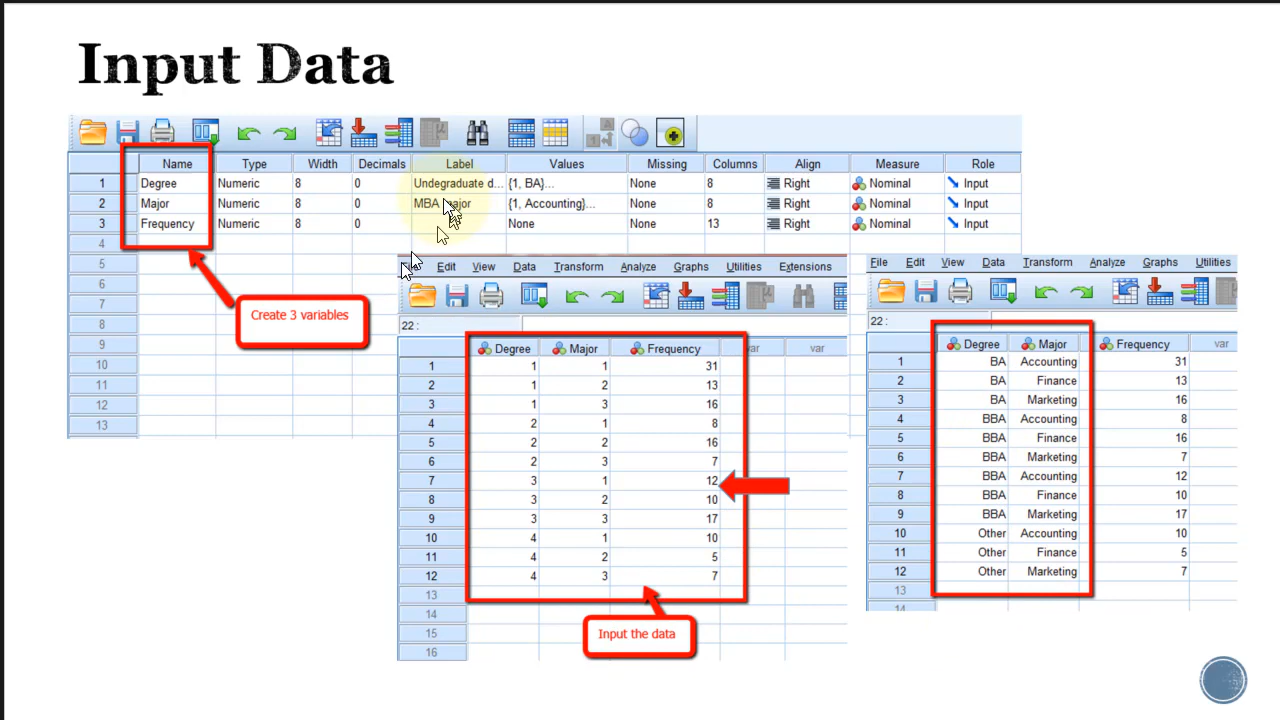 Input Data
Name Type Width Decimals Label Values Missing Columns Align Measure Role
1 Degree Numeric 8 0 Undegraduate d... {1, BA}... None 8 Right Nominal Input
2 Major Numeric 8 0 MBA major {1, Accounting}... None 8 Right Nominal Input
3 Frequency Numeric 8 0 None None 13 Right Nominal Input
4
5
6
7
8
9
10
11
12
13
Create 3 variables
Edit View Data Transform Analyze Graphs Utilities Extensions
22 :
Degree Major Frequency var var
1 1 1 31
2 1 2 13
3 1 3 16
4 2 1 8
5 2 2 16
6 2 3 7
7 3 1 12
8 3 2 10
9 3 3 17
10 4 1 10
11 4 2 5
12 4 3 7
13
14
15
16
Input the data
File Edit View Data Transform Analyze Graphs Utilities
22 :
Degree Major Frequency var
1 BA Accounting 31
2 BA Finance 13
3 BA Marketing 16
4 BBA Accounting 8
5 BBA Finance 16
6 BBA Marketing 7
7 BBA Accounting 12
8 BBA Finance 10
9 BBA Marketing 17
10 Other Accounting 10
11 Other Finance 5
12 Other Marketing 7
13